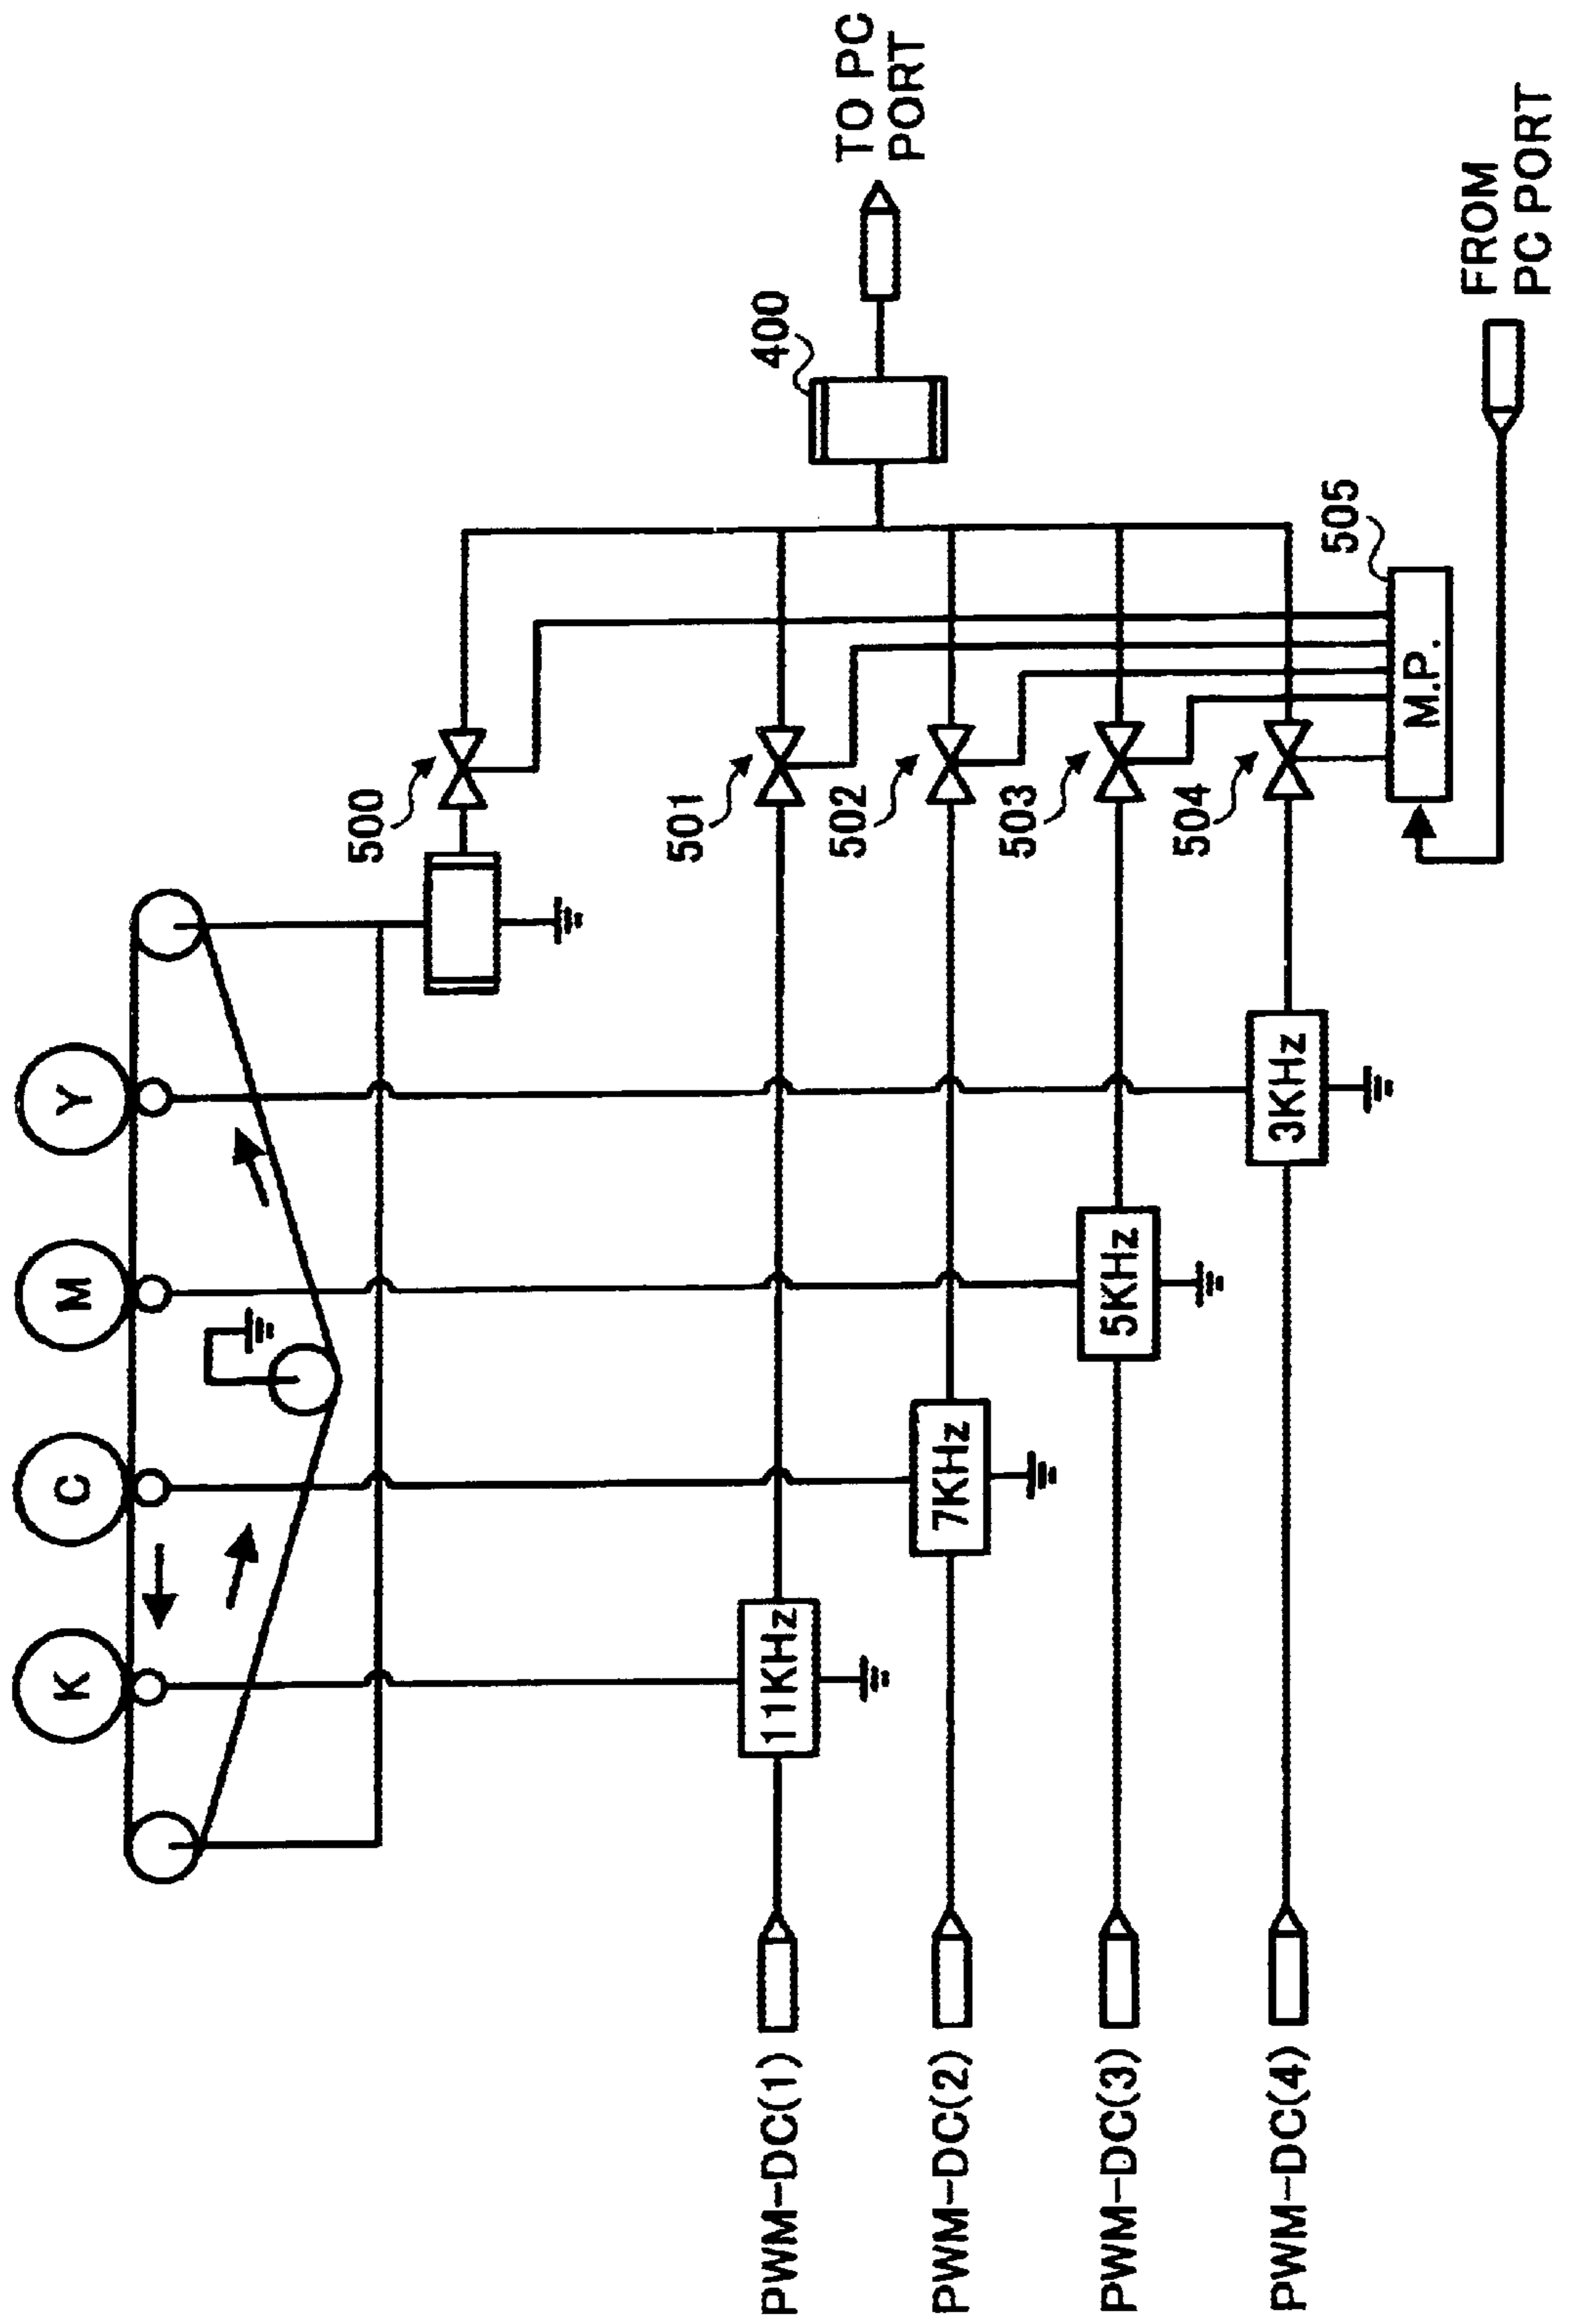 K
C
M
Y
500
501
502
503
504
400
TO PC
PORT
505
M.P.
FROM
PC PORT
11KHz
7KHz
5KHz
3KHz
PWM-DC(1)
PWM-DC(2)
PWM-DC(3)
PWM-DC(4)